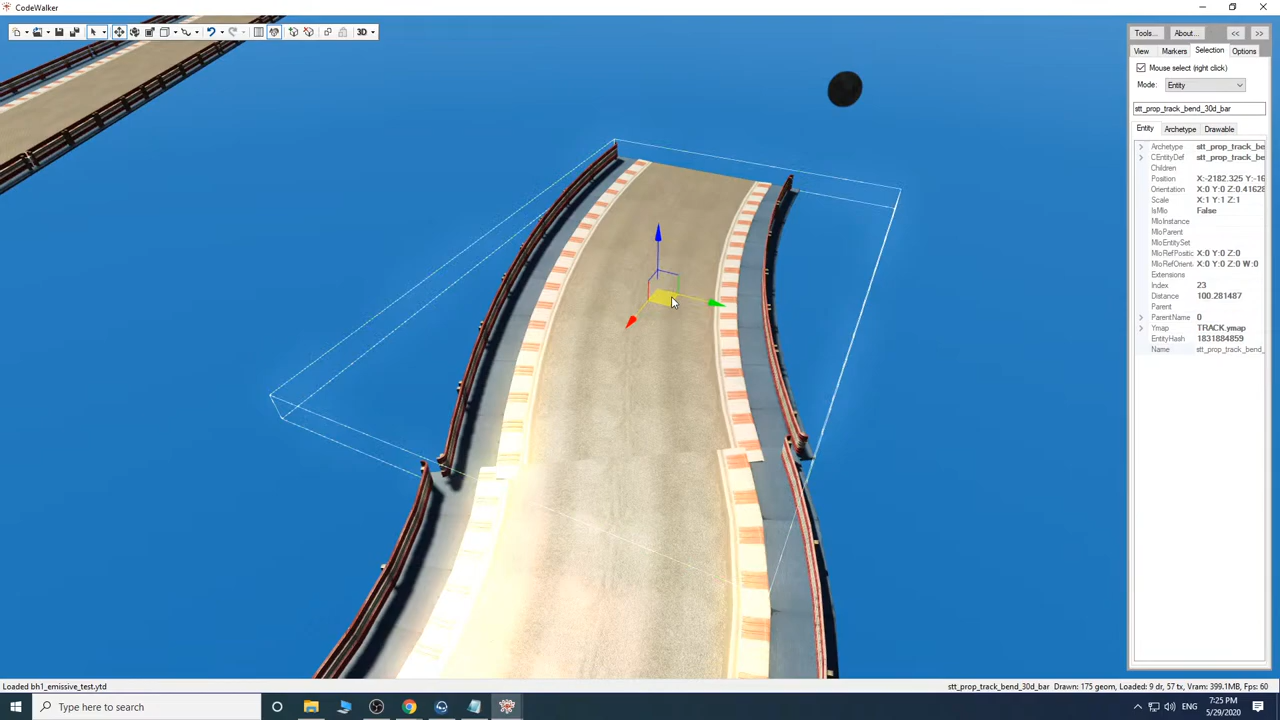 CodeWalker
3D
Tools... About... << >>
View Markers Selection Options
Mouse select (right click)
Mode: Entity
stt_prop_track_bend_30d_bar
Entity Archetype Drawable
Archetype stt_prop_track_be
CEntityDef stt_prop_track_be
Children
Position X:-2182.325 Y:-16
Orientation X:0 Y:0 Z:0.41628
Scale X:1 Y:1 Z:1
IsMlo False
MloInstance
MloParent
MloEntitySet
MloRefPositic X:0 Y:0 Z:0
MloRefOrient X:0 Y:0 Z:0 W:0
Extensions
Index 23
Distance 100.281487
Parent
ParentName 0
Ymap TRACK.ymap
EntityHash 1831884859
Name stt_prop_track_bend_
Loaded bh1_emissive_test.ytd
stt_prop_track_bend_30d_bar Drawn: 175 geom, Loaded: 9 dr, 57 tx, Vram: 399.1MB, Fps: 60
Type here to search
ENG
7:25 PM
5/29/2020